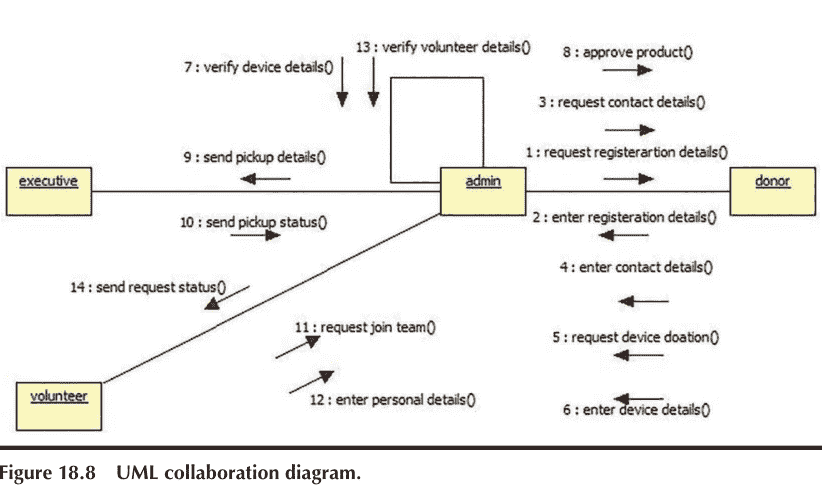 13 : verify volunteer details()
8 : approve product()
7 : verify device details()
3 : request contact details()
9 : send pickup details()
1 : request registerartion details()
executive
admin
donor
10 : send pickup status()
2 : enter registeration details()
4 : enter contact details()
14 : send request status()
11 : request join team()
5 : request device doation()
volunteer
12 : enter personal details()
6 : enter device details()
Figure 18.8 UML collaboration diagram.